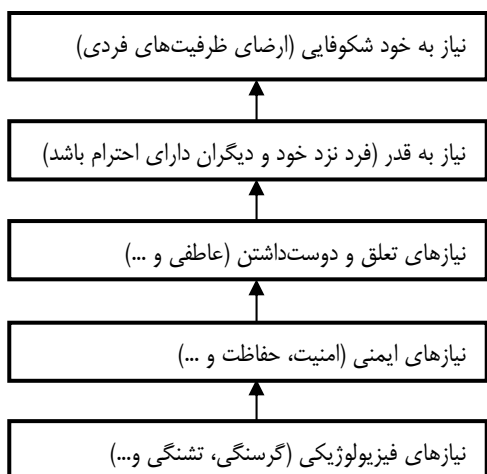 نیاز به خود شکوفایی (ارضای ظرفیت‌های فردی)
نیاز به قدر (فرد نزد خود و دیگران دارای احترام باشد)
نیازهای تعلق و دوست‌داشتن (عاطفی و ...)
نیازهای ایمنی (امنیت، حفاظت و ...)
نیازهای فیزیولوژیکی (گرسنگی، تشنگی و...)